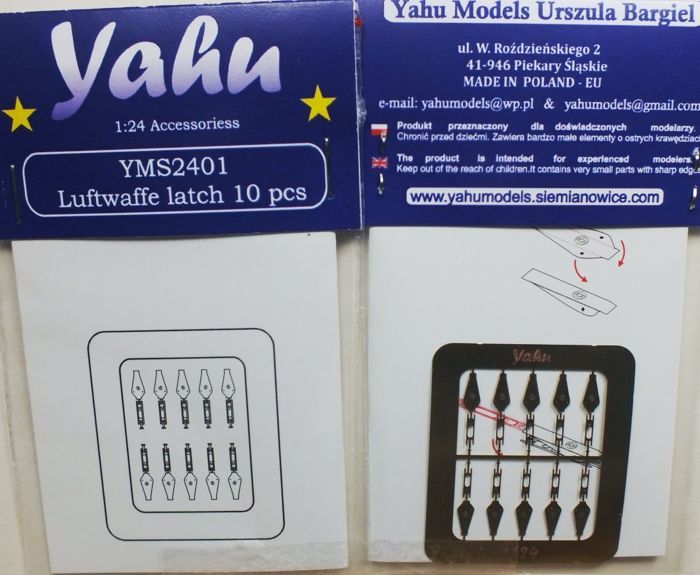 Yahu
1:24 Accessoriess
YMS2401
Luftwaffe latch 10 pcs
Yahu Models Urszula Bargiel
ul. W. Roździeńskiego 2
41-946 Piekary Śląskie
MADE IN POLAND - EU
e-mail: yahumodels@wp.pl & yahumodels@gmail.com
Produkt przeznaczony dla doświadczonych modelarzy.
Chronić przed dziećmi. Zawiera bardzo małe elementy o ostrych krawędziac
The product is intended for experienced modelers.
Keep out of the reach of children.It contains very small parts with sharp edge
www.yahumodels.siemianowice.com
Yahu